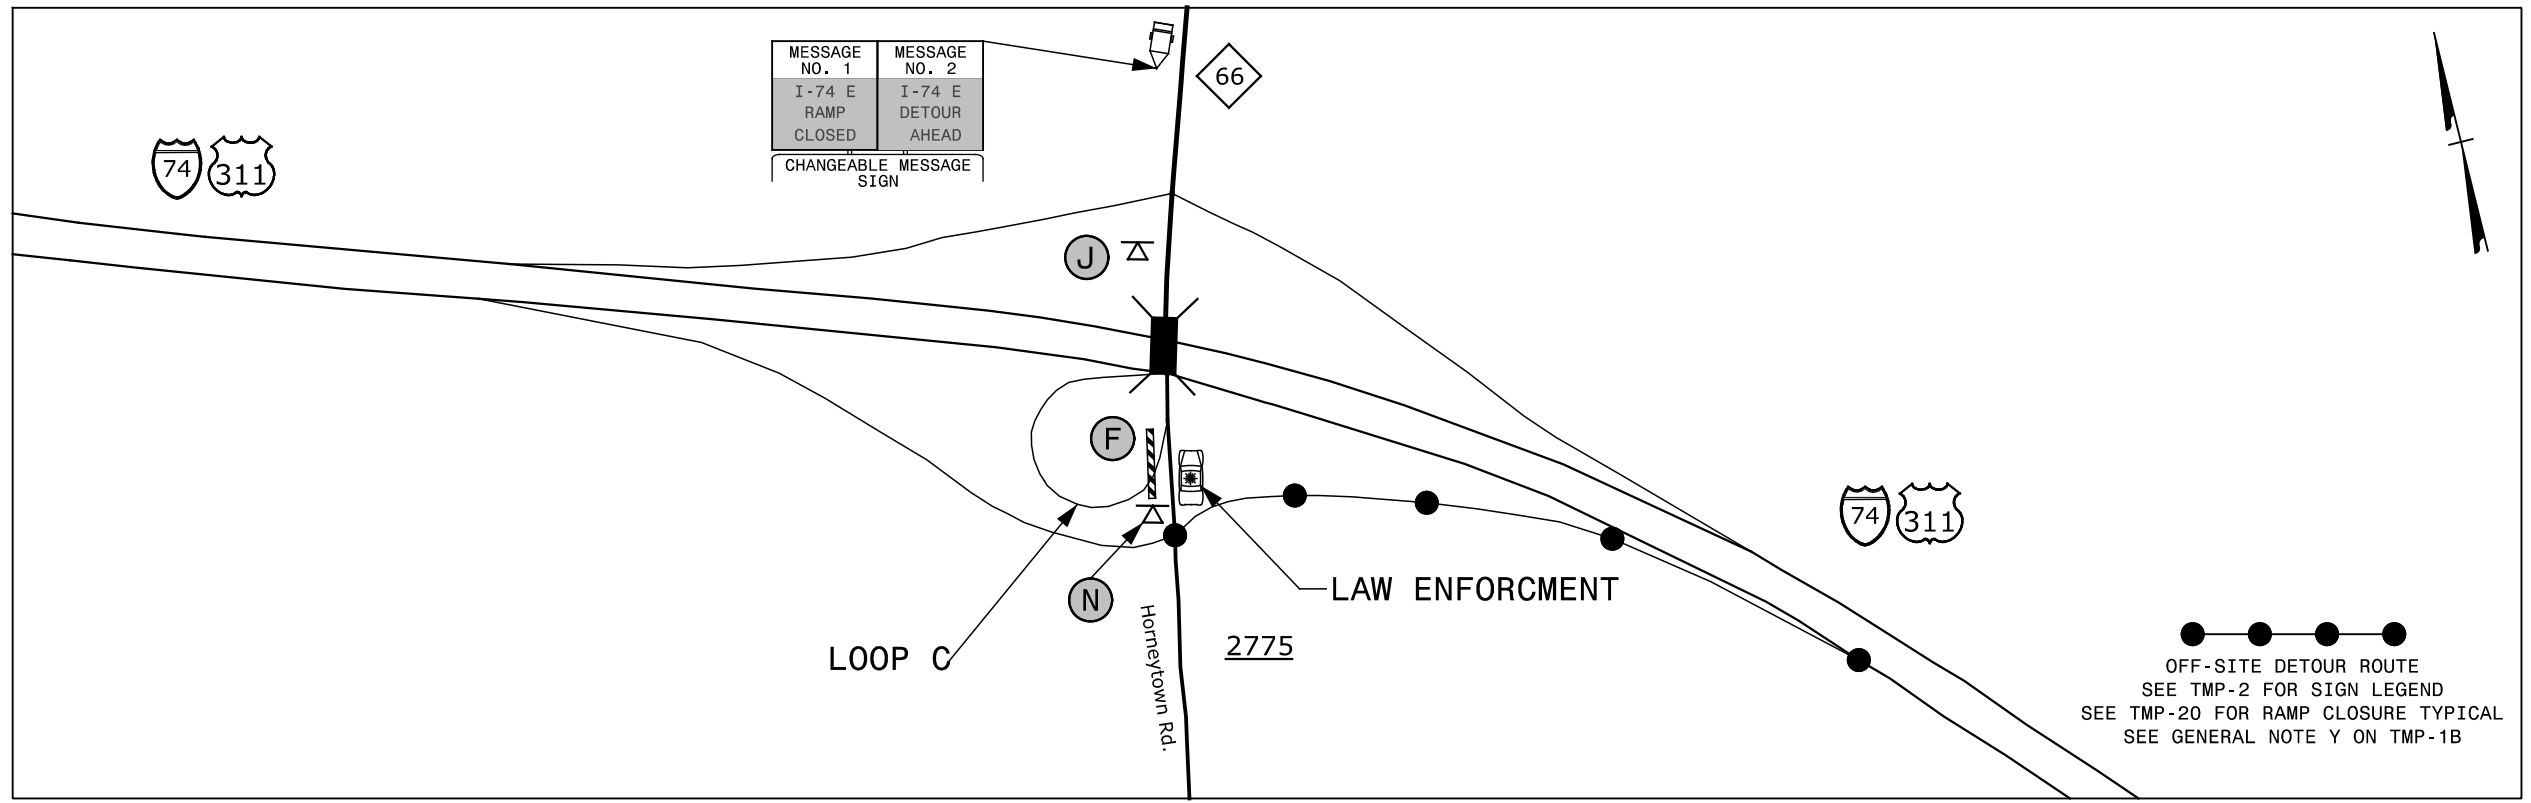 MESSAGE NO. 1
I-74 E
RAMP
CLOSED
MESSAGE NO. 2
I-74 E
DETOUR
AHEAD
CHANGEABLE MESSAGE
SIGN
66
74
311
J
F
N
LOOP C
LAW ENFORCMENT
Horneytown Rd.
2775
74
311
OFF-SITE DETOUR ROUTE
SEE TMP-2 FOR SIGN LEGEND
SEE TMP-20 FOR RAMP CLOSURE TYPICAL
SEE GENERAL NOTE Y ON TMP-1B